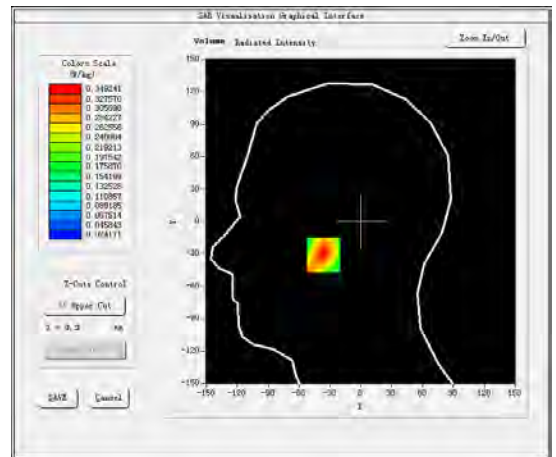 SAR Visualisation Graphical Interface
Volume Radiated Intensity
Zoom In/Out
Colors Scale
(W/kg)
0.349241
0.327570
0.305898
0.284227
0.262556
0.240884
0.219213
0.197542
0.175870
0.154199
0.132528
0.110857
0.089185
0.067514
0.045843
0.024171
150
120
90
60
30
0
-30
-60
-90
-120
-150
Y
-150 -120 -90 -60 -30 0 30 60 90 120 150
X
Z-Cuts Control
Upper Cut
SAVE
Cancel